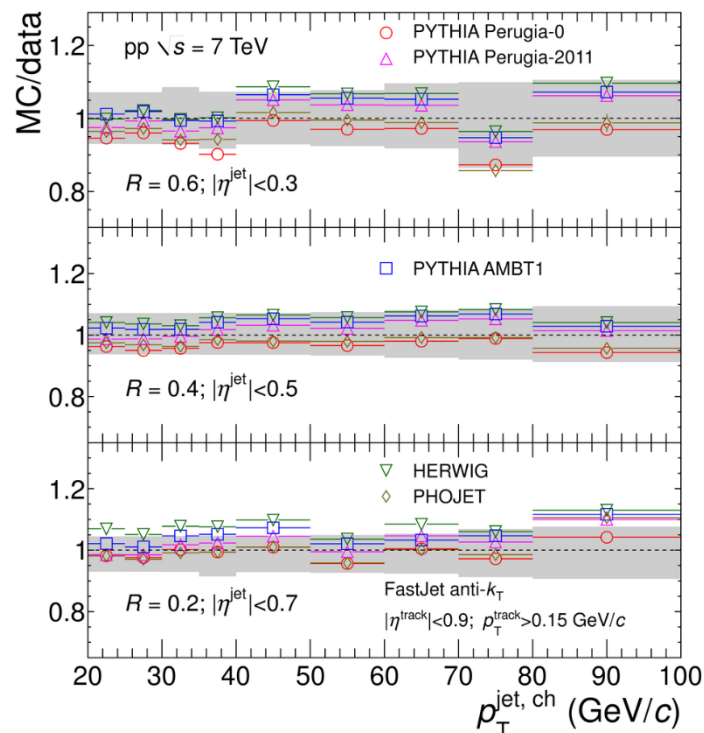 MC/data
1.2
1
0.8
pp √s = 7 TeV
PYTHIA Perugia-0
PYTHIA Perugia-2011
R = 0.6; |η^jet|<0.3
1.2
1
0.8
PYTHIA AMBT1
R = 0.4; |η^jet|<0.5
1.2
1
0.8
HERWIG
PHOJET
R = 0.2; |η^jet|<0.7
FastJet anti-k_T
|η^track|<0.9; p_T^track>0.15 GeV/c
20 30 40 50 60 70 80 90 100
p_T^jet, ch (GeV/c)